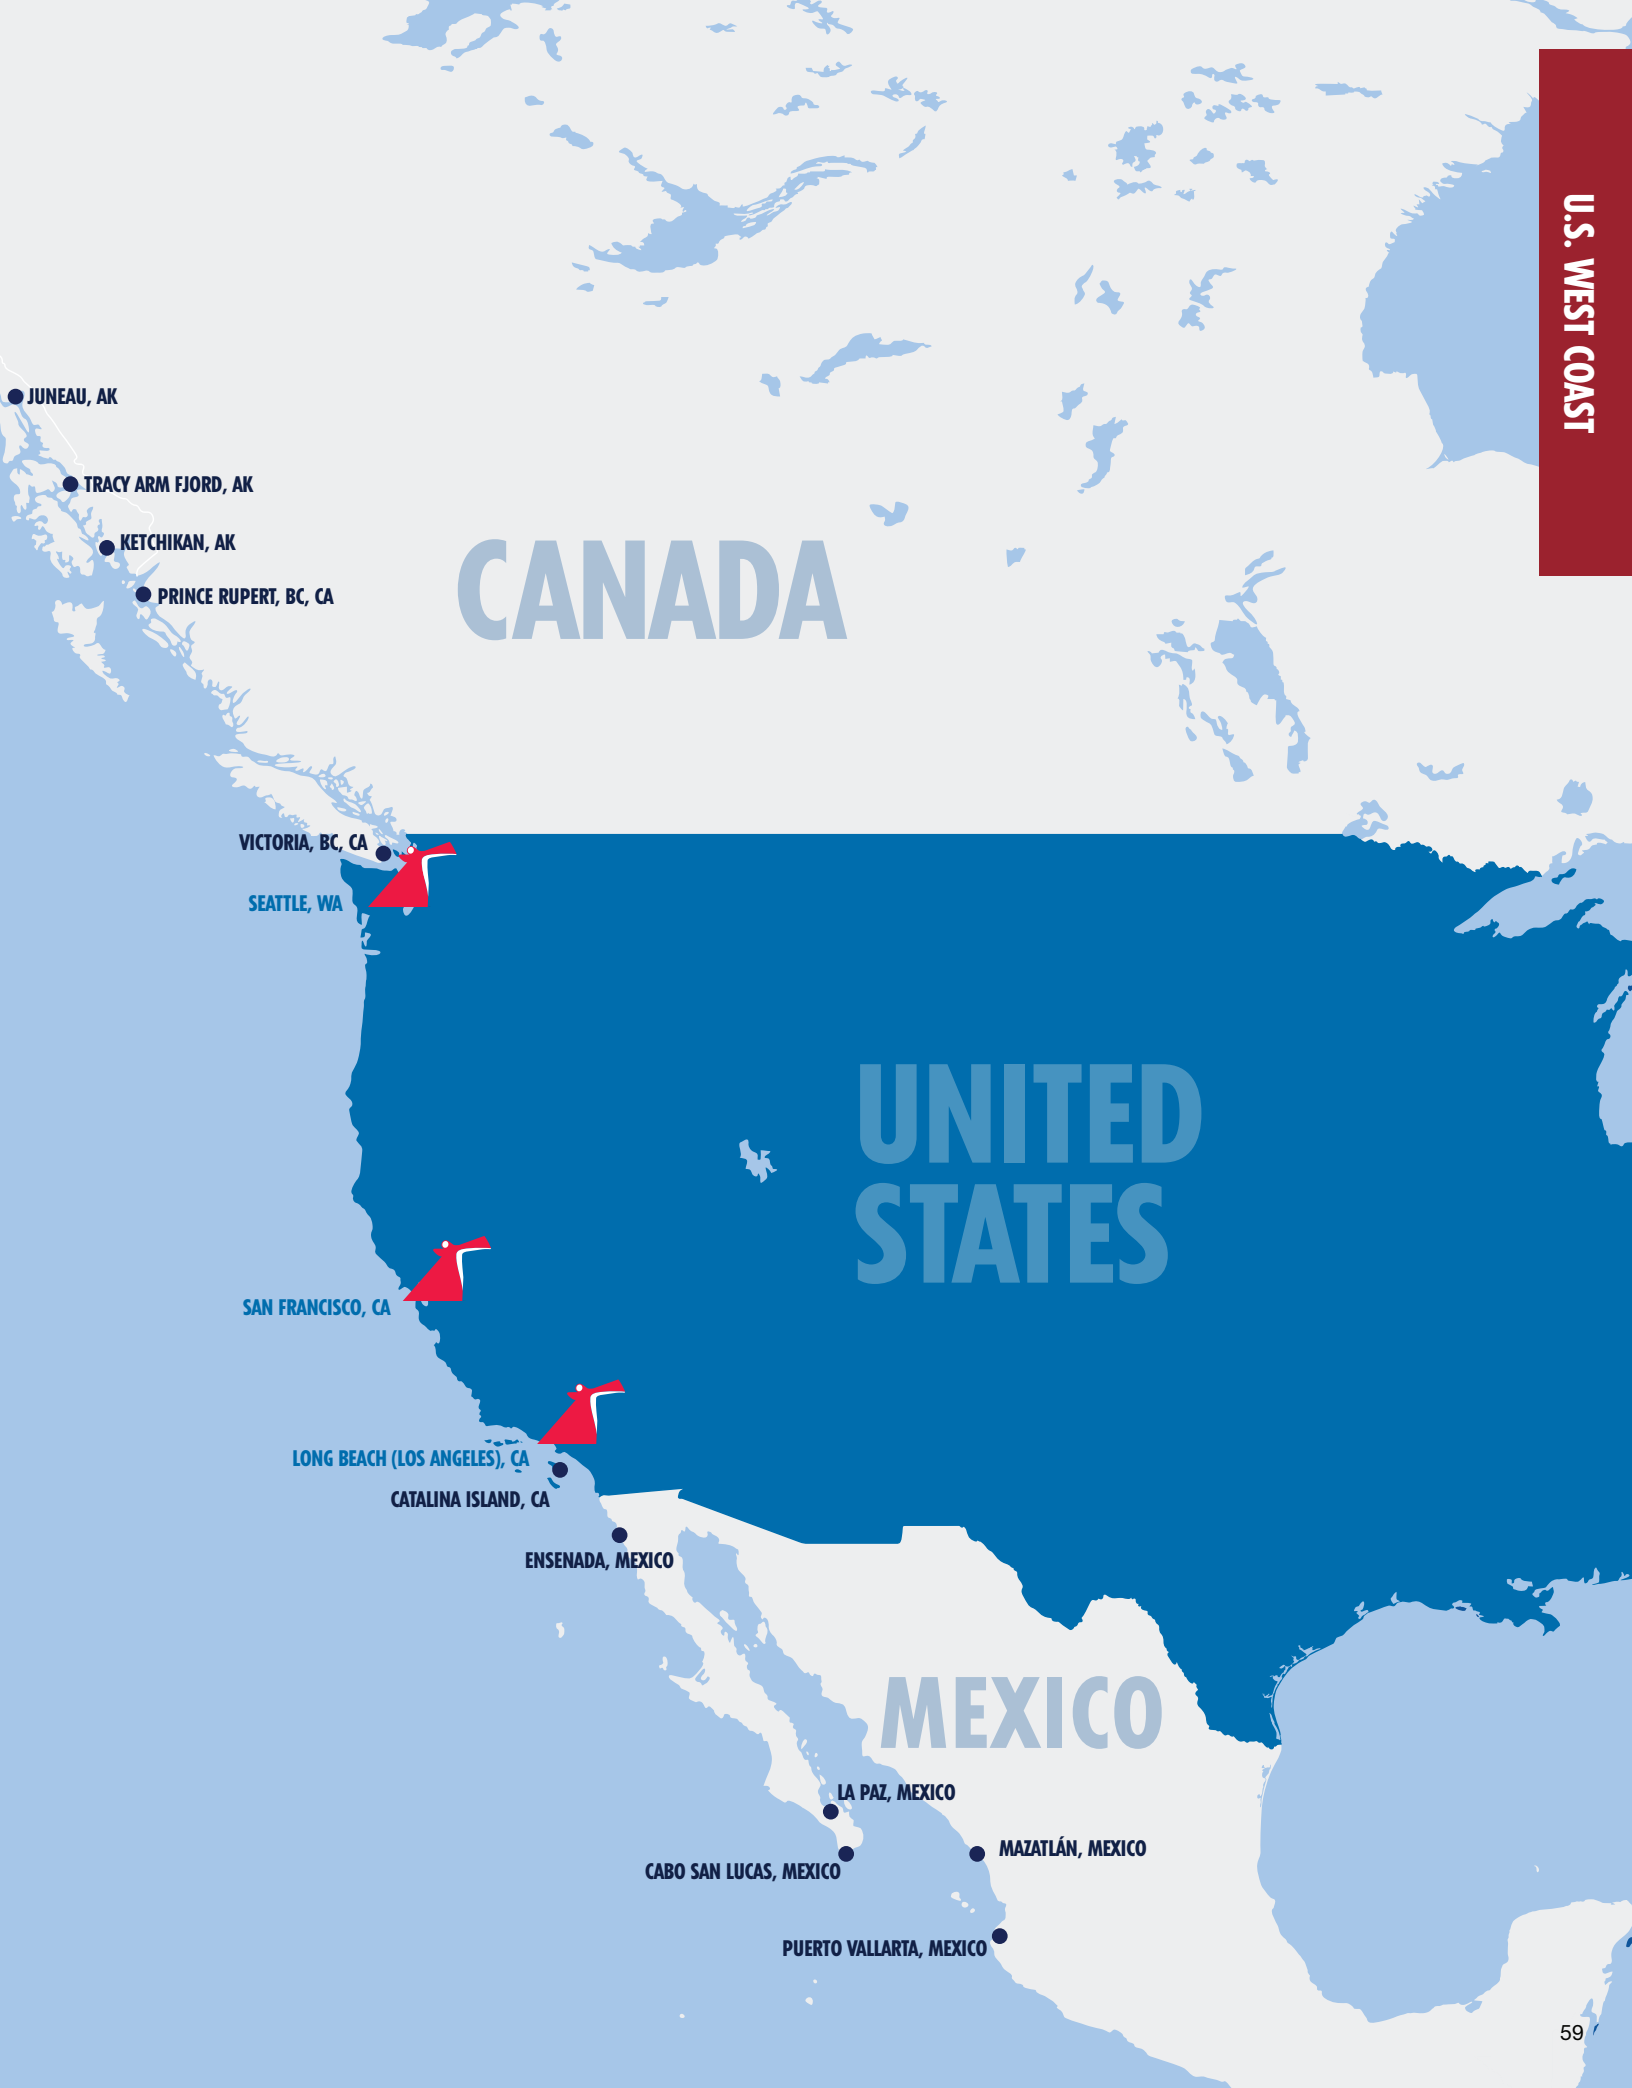 U.S. WEST COAST
JUNEAU, AK
TRACY ARM FJORD, AK
KETCHIKAN, AK
PRINCE RUPERT, BC, CA
CANADA
VICTORIA, BC, CA
SEATTLE, WA
UNITED
STATES
SAN FRANCISCO, CA
LONG BEACH (LOS ANGELES), CA
CATALINA ISLAND, CA
ENSENADA, MEXICO
MEXICO
LA PAZ, MEXICO
MAZATLÁN, MEXICO
CABO SAN LUCAS, MEXICO
PUERTO VALLARTA, MEXICO
59